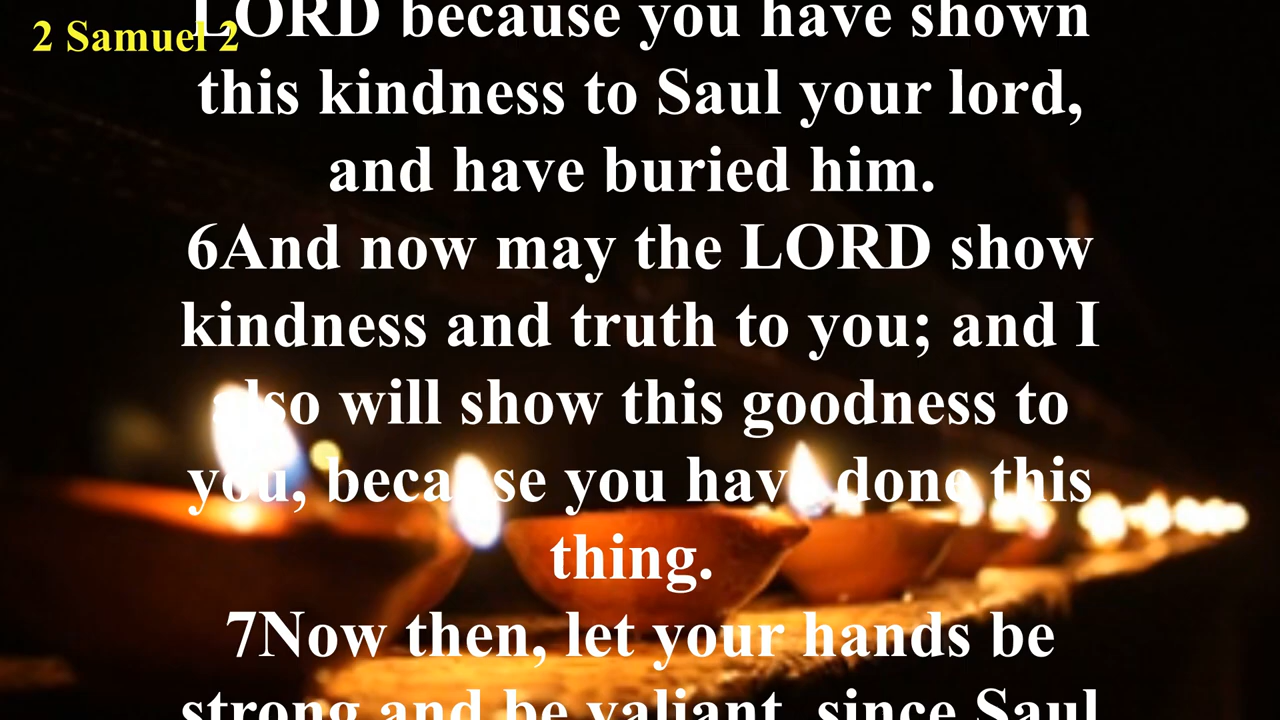 2 Samuel 2
LORD because you have shown
this kindness to Saul your lord,
and have buried him.
6And now may the LORD show
kindness and truth to you; and I
also will show this goodness to
you, because you have done this
thing.
7Now then, let your hands be
strong and be valiant, since Saul